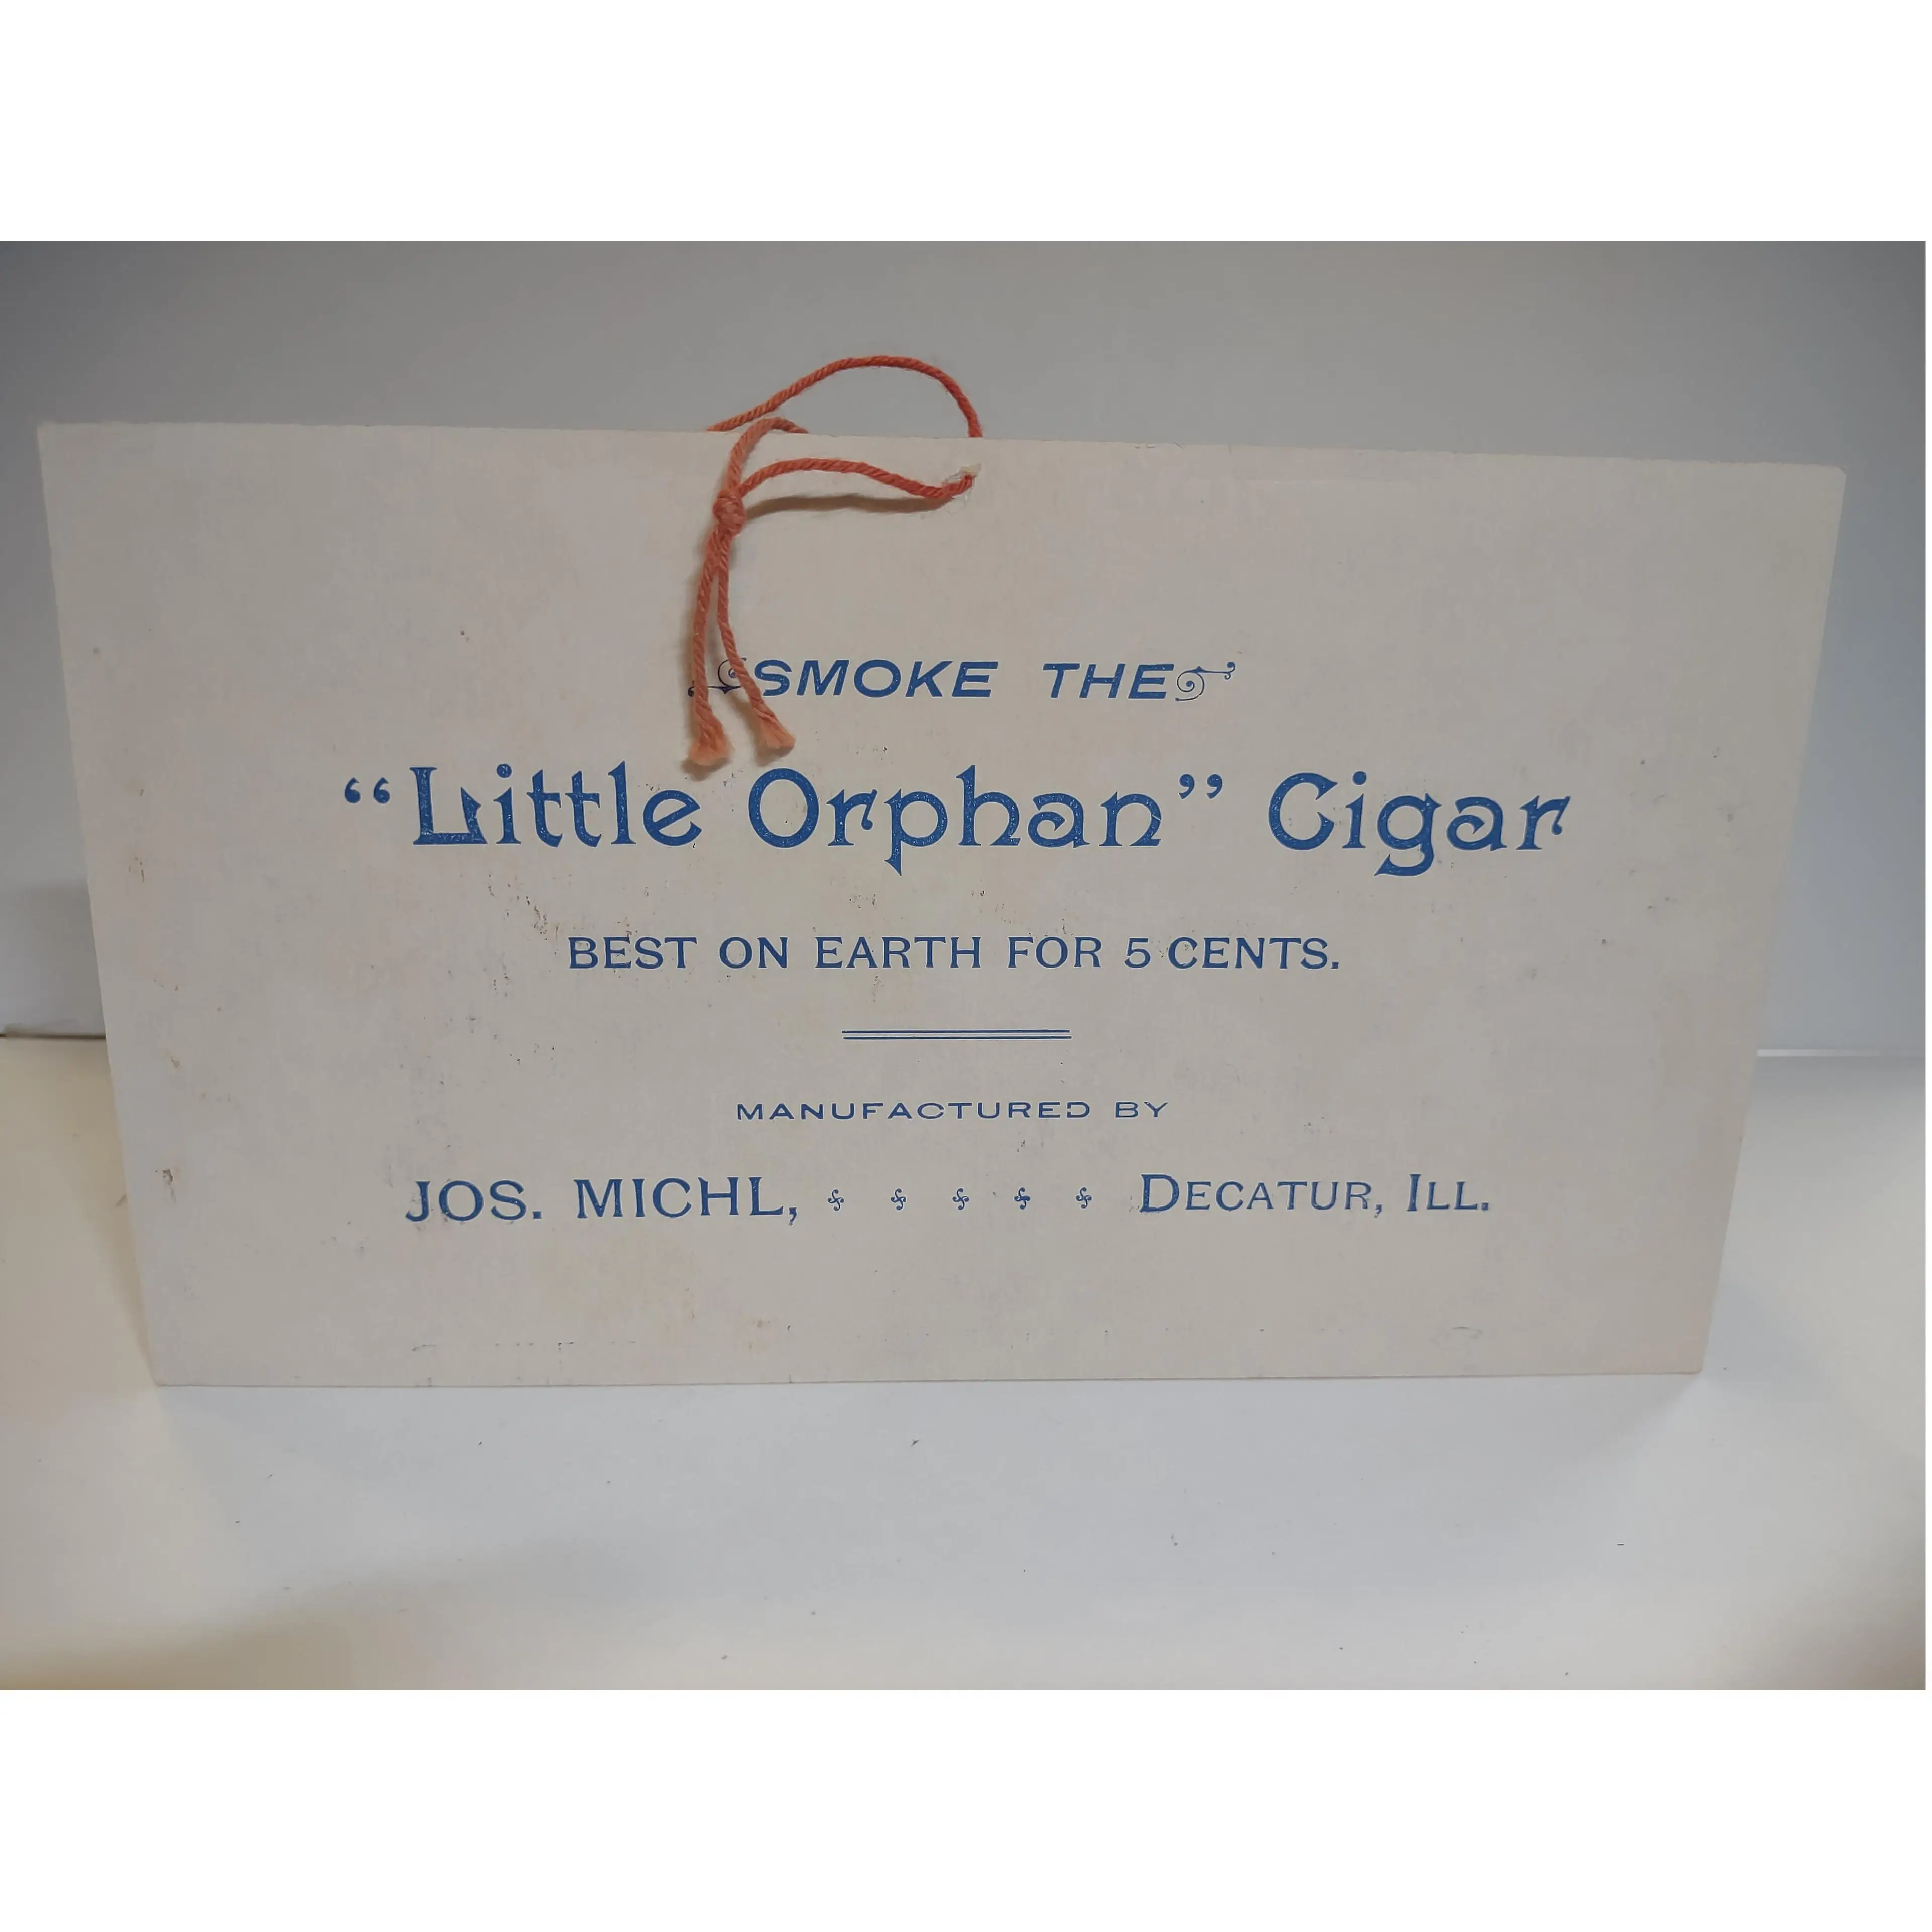 SMOKE THE
“Little Orphan” Cigar
BEST ON EARTH FOR 5 CENTS.
MANUFACTURED BY
JOS. MICHL, DECATUR, ILL.